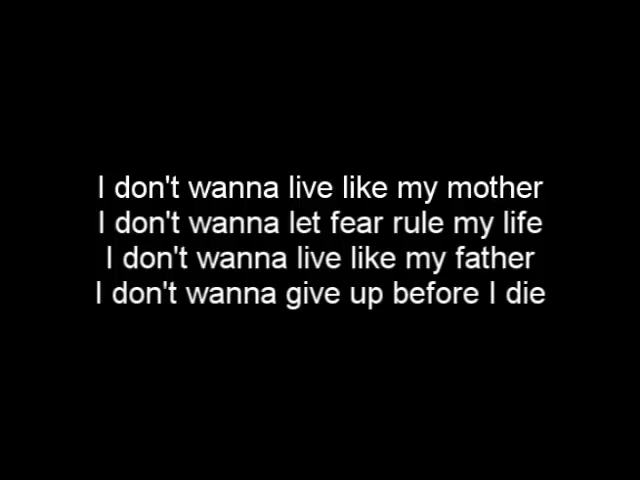 I don't wanna live like my mother
I don't wanna let fear rule my life
I don't wanna live like my father
I don't wanna give up before I die